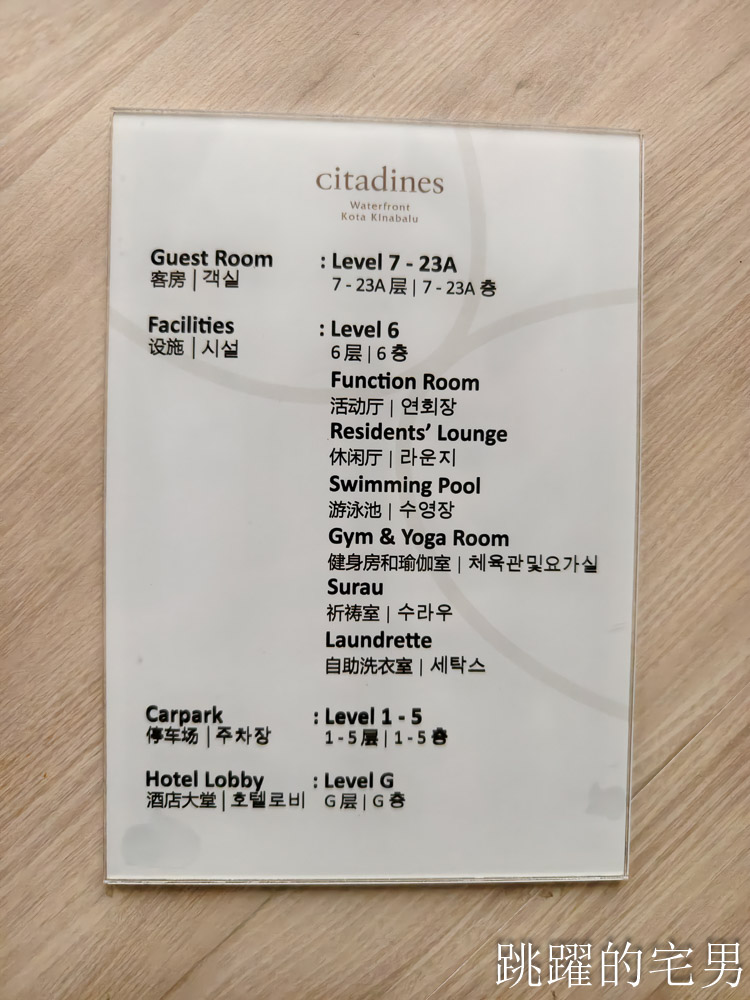 citadines
Waterfront
Kota Kinabalu
Guest Room : Level 7 - 23A
客房 | 객실 7 - 23A 层 | 7 - 23A 층
Facilities : Level 6
设施 | 시설 6 层 | 6 층
Function Room
活动厅 | 연회장
Residents' Lounge
休闲厅 | 라운지
Swimming Pool
游泳池 | 수영장
Gym & Yoga Room
健身房和瑜伽室 | 체육관및요가실
Surau
祈祷室 | 수라우
Laundrette
自助洗衣室 | 세탁스
Carpark : Level 1 - 5
停车场 | 주차장 1 - 5 层 | 1 - 5 층
Hotel Lobby : Level G
酒店大堂 | 호텔로비 G 层 | G 층
跳躍的宅男